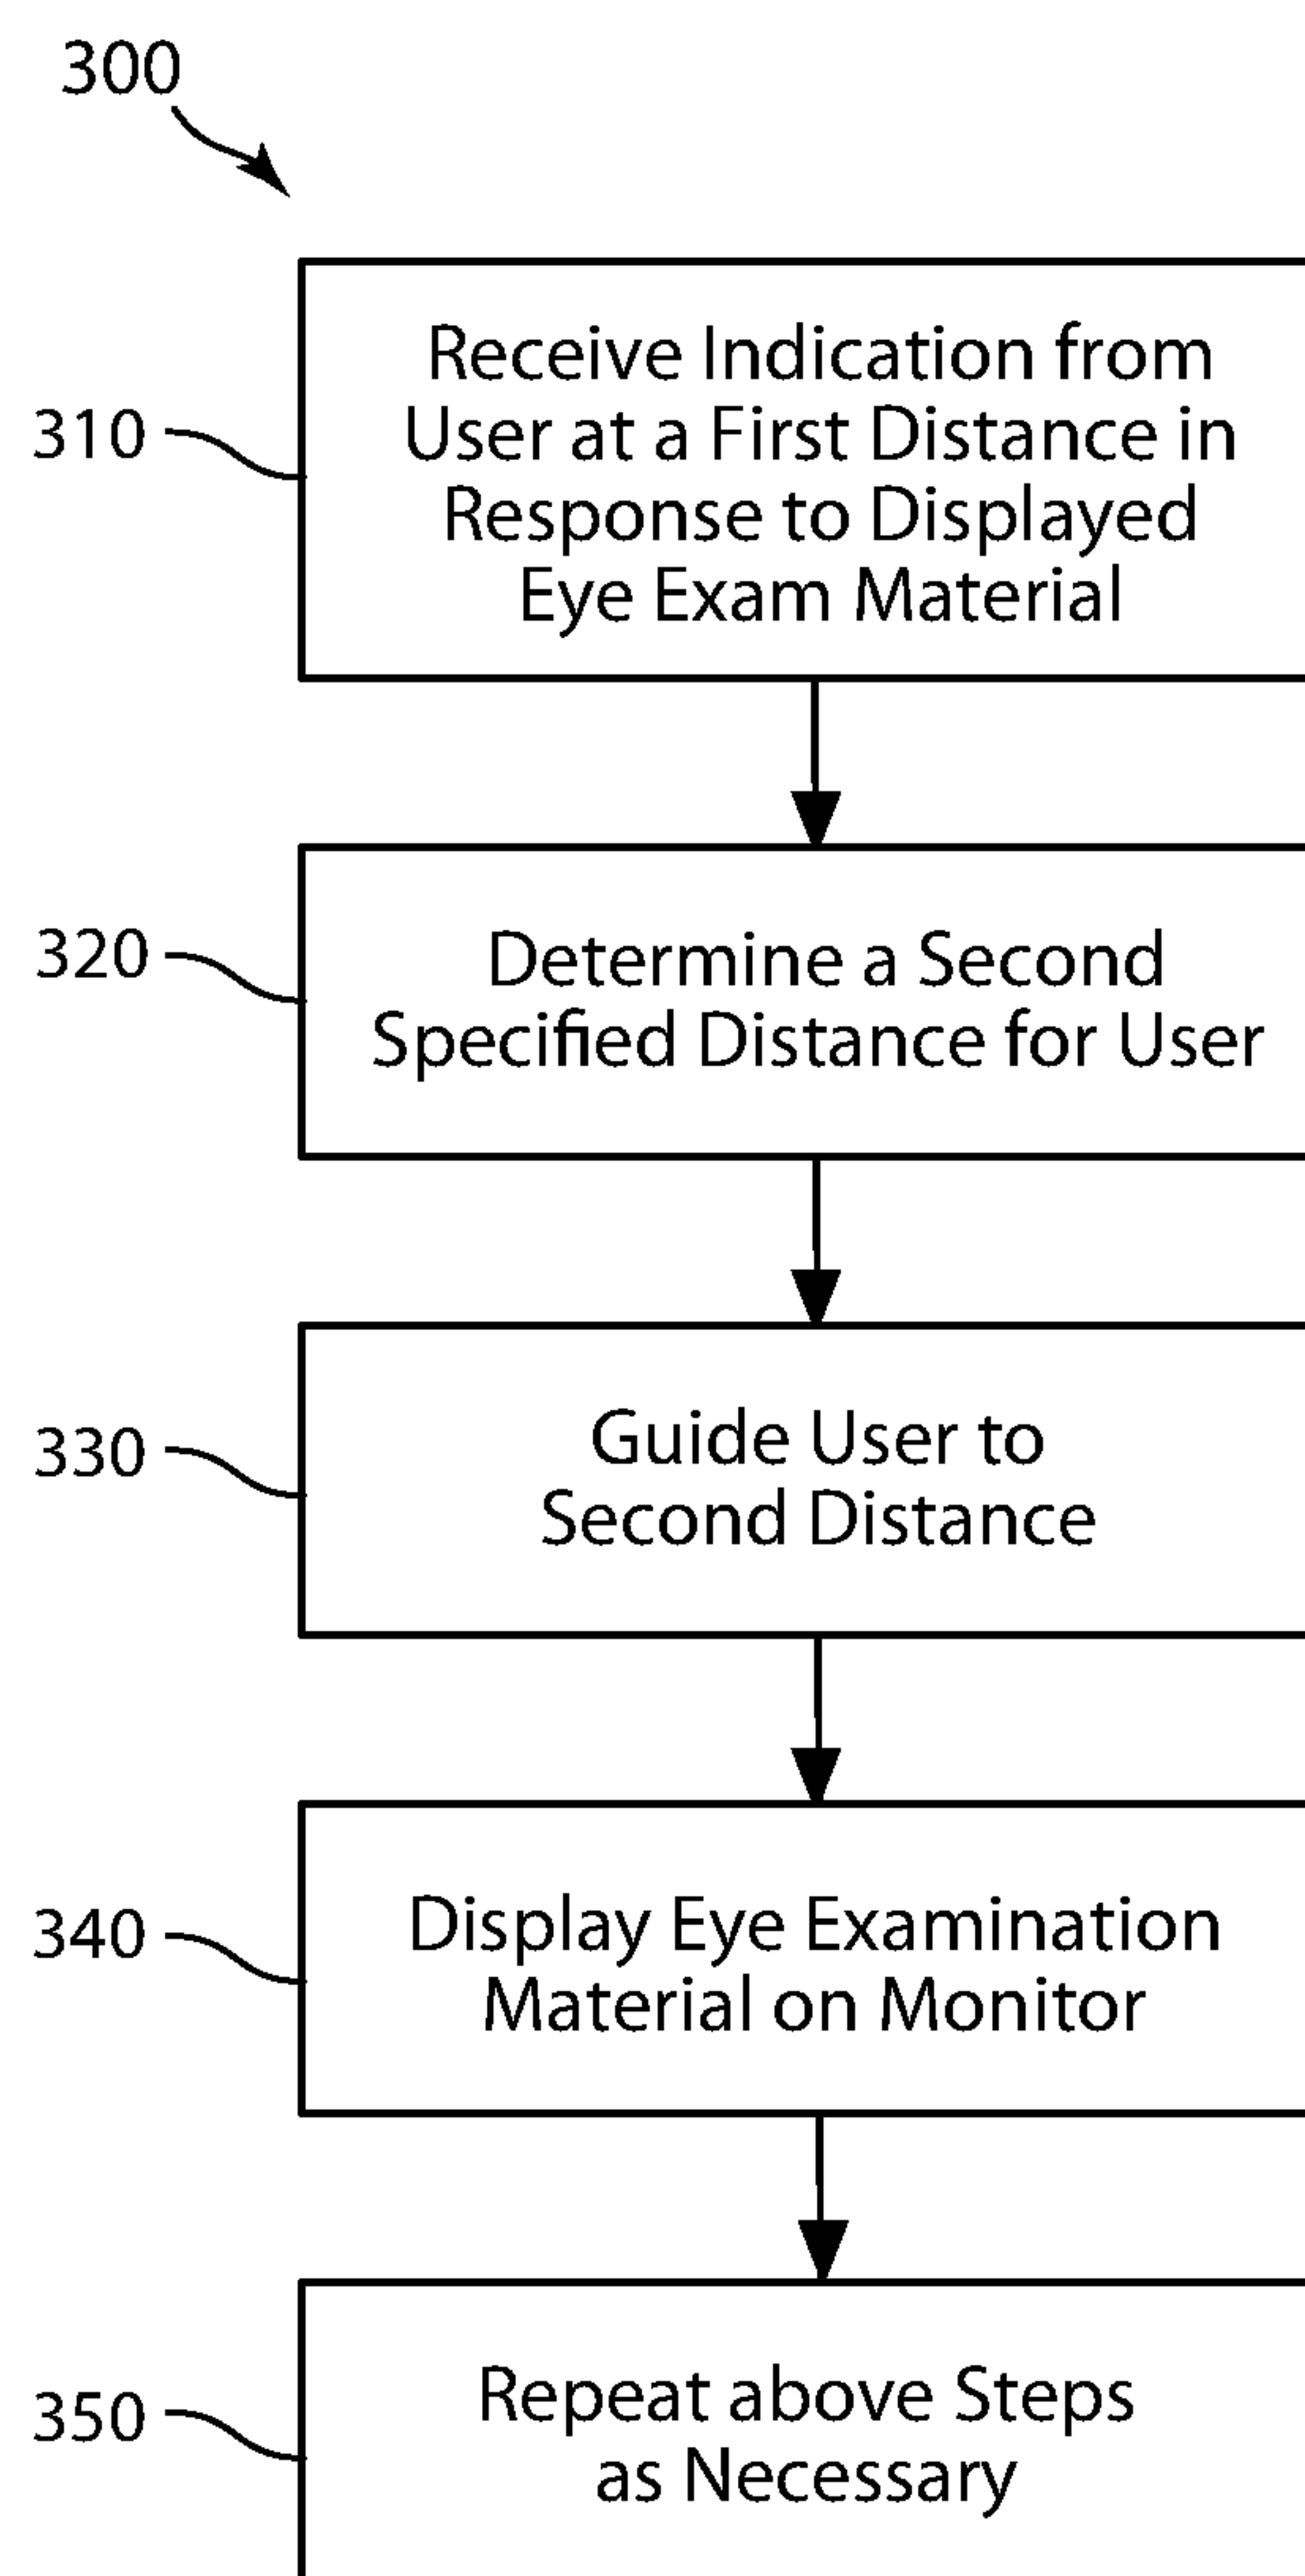 300
310
Receive Indication from
User at a First Distance in
Response to Displayed
Eye Exam Material
320
Determine a Second
Specified Distance for User
330
Guide User to
Second Distance
340
Display Eye Examination
Material on Monitor
350
Repeat above Steps
as Necessary